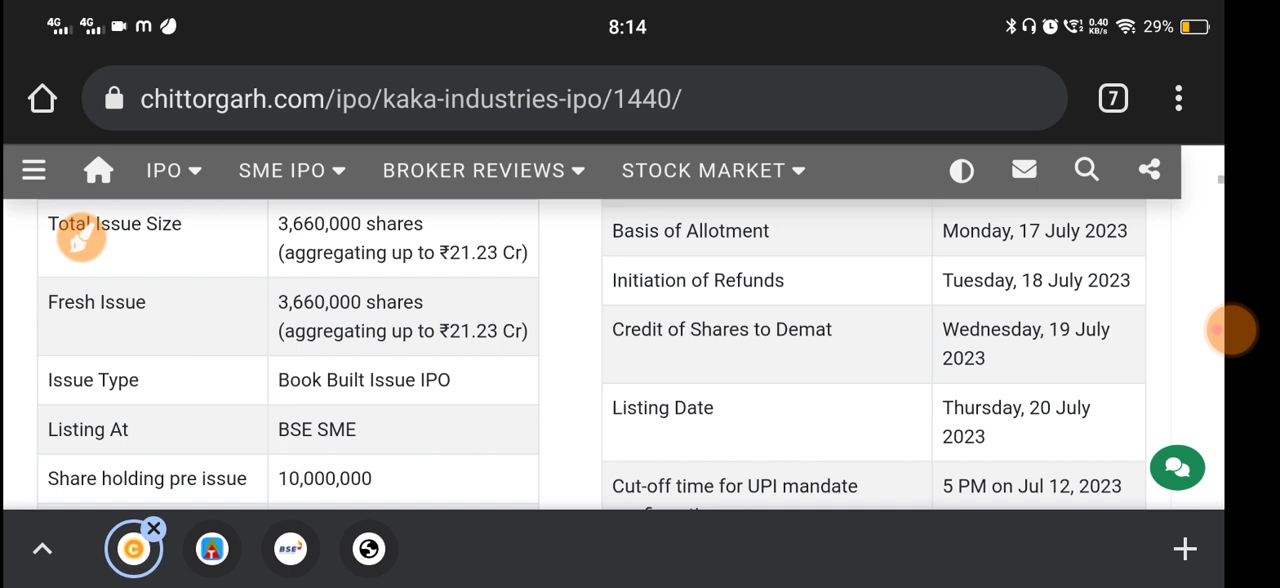 4G 4G m 8:14 2 0.40 KB/s 29%
chittorgarh.com/ipo/kaka-industries-ipo/1440/ 7
IPO SME IPO BROKER REVIEWS STOCK MARKET
Total Issue Size 3,660,000 shares
(aggregating up to ₹21.23 Cr)
Fresh Issue 3,660,000 shares
(aggregating up to ₹21.23 Cr)
Issue Type Book Built Issue IPO
Listing At BSE SME
Share holding pre issue 10,000,000
Basis of Allotment Monday, 17 July 2023
Initiation of Refunds Tuesday, 18 July 2023
Credit of Shares to Demat Wednesday, 19 July
2023
Listing Date Thursday, 20 July
2023
Cut-off time for UPI mandate 5 PM on Jul 12, 2023
C BSE